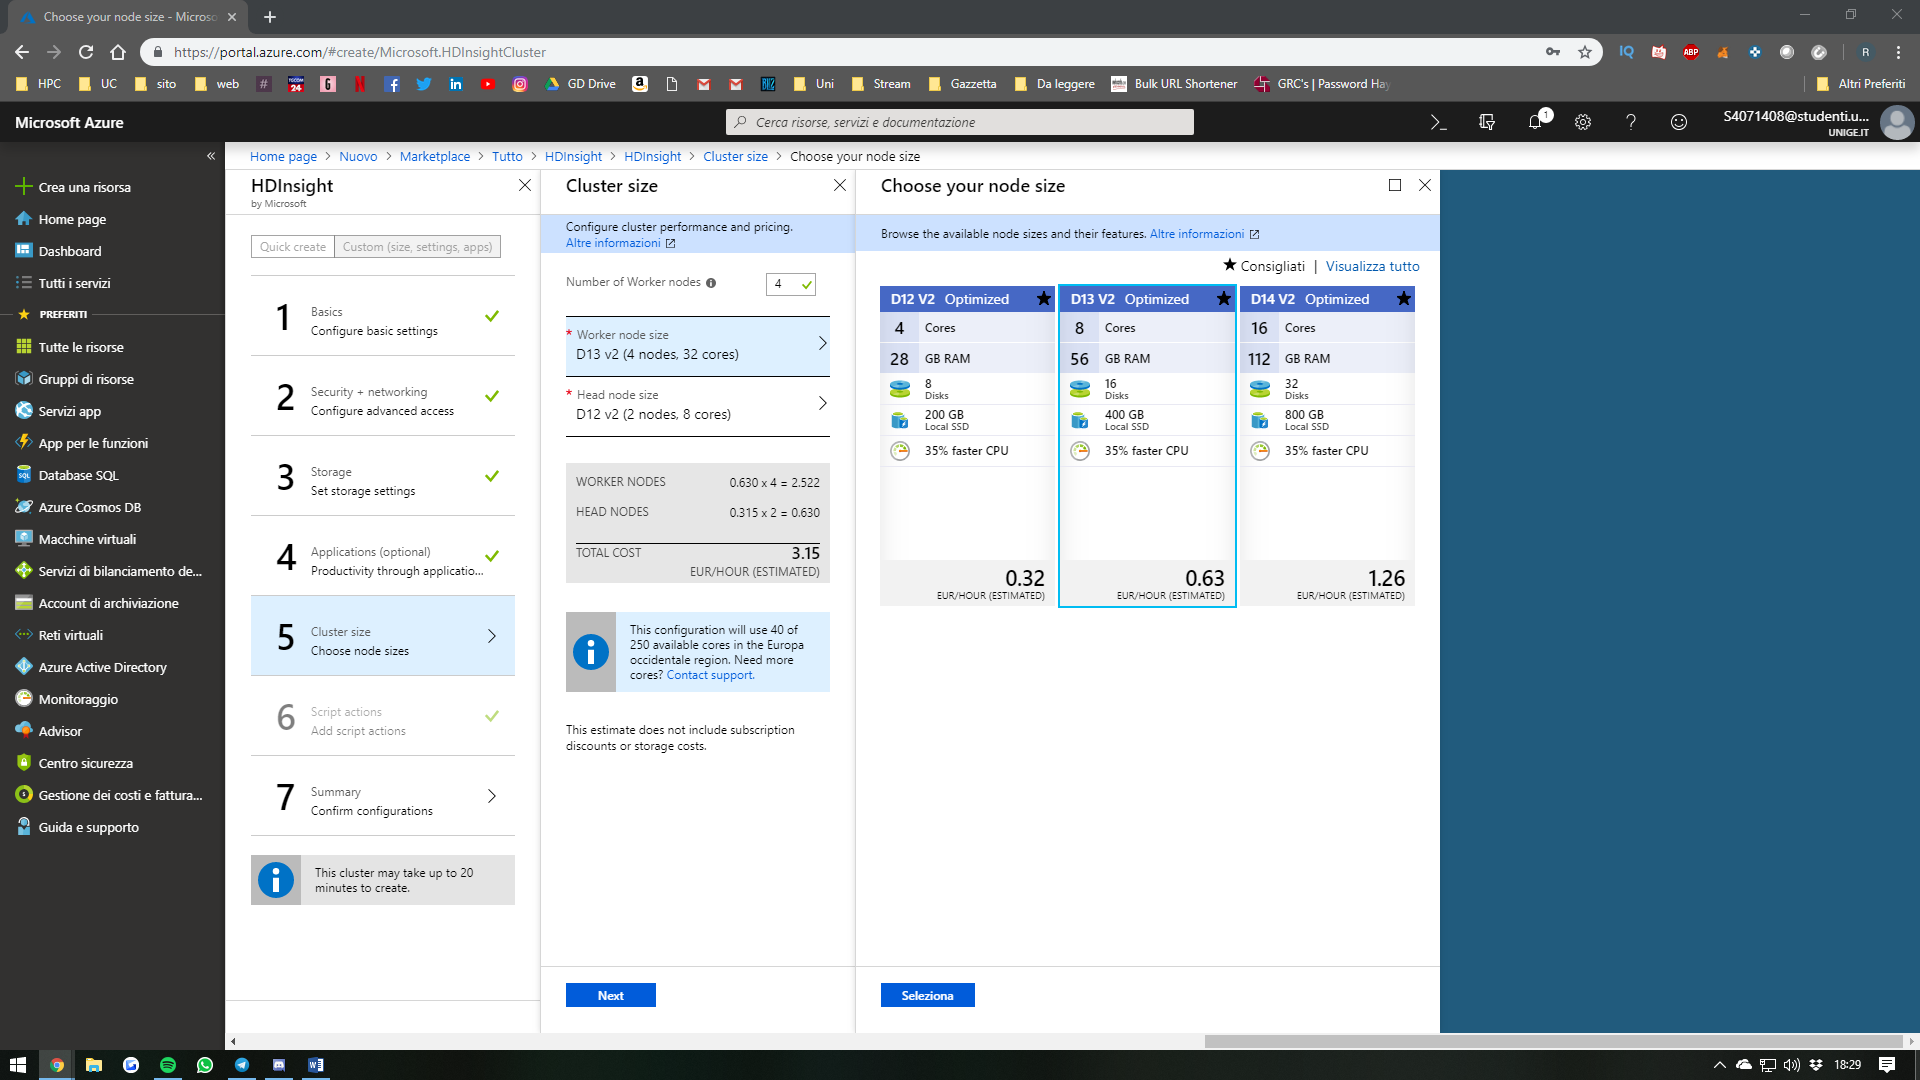 Choose your node size - Microso
https://portal.azure.com/#create/Microsoft.HDInsightCluster
HPC
UC
sito
web
GD Drive
Uni
Stream
Gazzetta
Da leggere
Bulk URL Shortener
GRC's | Password Hay
Altri Preferiti
Microsoft Azure
Cerca risorse, servizi e documentazione
1
S4071408@studenti.u...
UNIGE.IT
Crea una risorsa
Home page
Dashboard
Tutti i servizi
PREFERITI
Tutte le risorse
Gruppi di risorse
Servizi app
App per le funzioni
Database SQL
Azure Cosmos DB
Macchine virtuali
Servizi di bilanciamento de...
Account di archiviazione
Reti virtuali
Azure Active Directory
Monitoraggio
Advisor
Centro sicurezza
Gestione dei costi e fattura...
Guida e supporto
Home page > Nuovo > Marketplace > Tutto > HDInsight > HDInsight > Cluster size > Choose your node size
HDInsight
by Microsoft
Quick create
Custom (size, settings, apps)
1
Basics
Configure basic settings
2
Security + networking
Configure advanced access
3
Storage
Set storage settings
4
Applications (optional)
Productivity through applicatio...
5
Cluster size
Choose node sizes
6
Script actions
Add script actions
7
Summary
Confirm configurations
This cluster may take up to 20
minutes to create.
Cluster size
Configure cluster performance and pricing.
Altre informazioni
Number of Worker nodes
4
* Worker node size
D13 v2 (4 nodes, 32 cores)
* Head node size
D12 v2 (2 nodes, 8 cores)
WORKER NODES 0.630 x 4 = 2.522
HEAD NODES 0.315 x 2 = 0.630
TOTAL COST 3.15
EUR/HOUR (ESTIMATED)
This configuration will use 40 of
250 available cores in the Europa
occidentale region. Need more
cores? Contact support.
This estimate does not include subscription
discounts or storage costs.
Next
Choose your node size
Browse the available node sizes and their features. Altre informazioni
Consigliati | Visualizza tutto
D12 V2 Optimized
4 Cores
28 GB RAM
8
Disks
200 GB
Local SSD
35% faster CPU
0.32
EUR/HOUR (ESTIMATED)
D13 V2 Optimized
8 Cores
56 GB RAM
16
Disks
400 GB
Local SSD
35% faster CPU
0.63
EUR/HOUR (ESTIMATED)
D14 V2 Optimized
16 Cores
112 GB RAM
32
Disks
800 GB
Local SSD
35% faster CPU
1.26
EUR/HOUR (ESTIMATED)
Seleziona
18:29